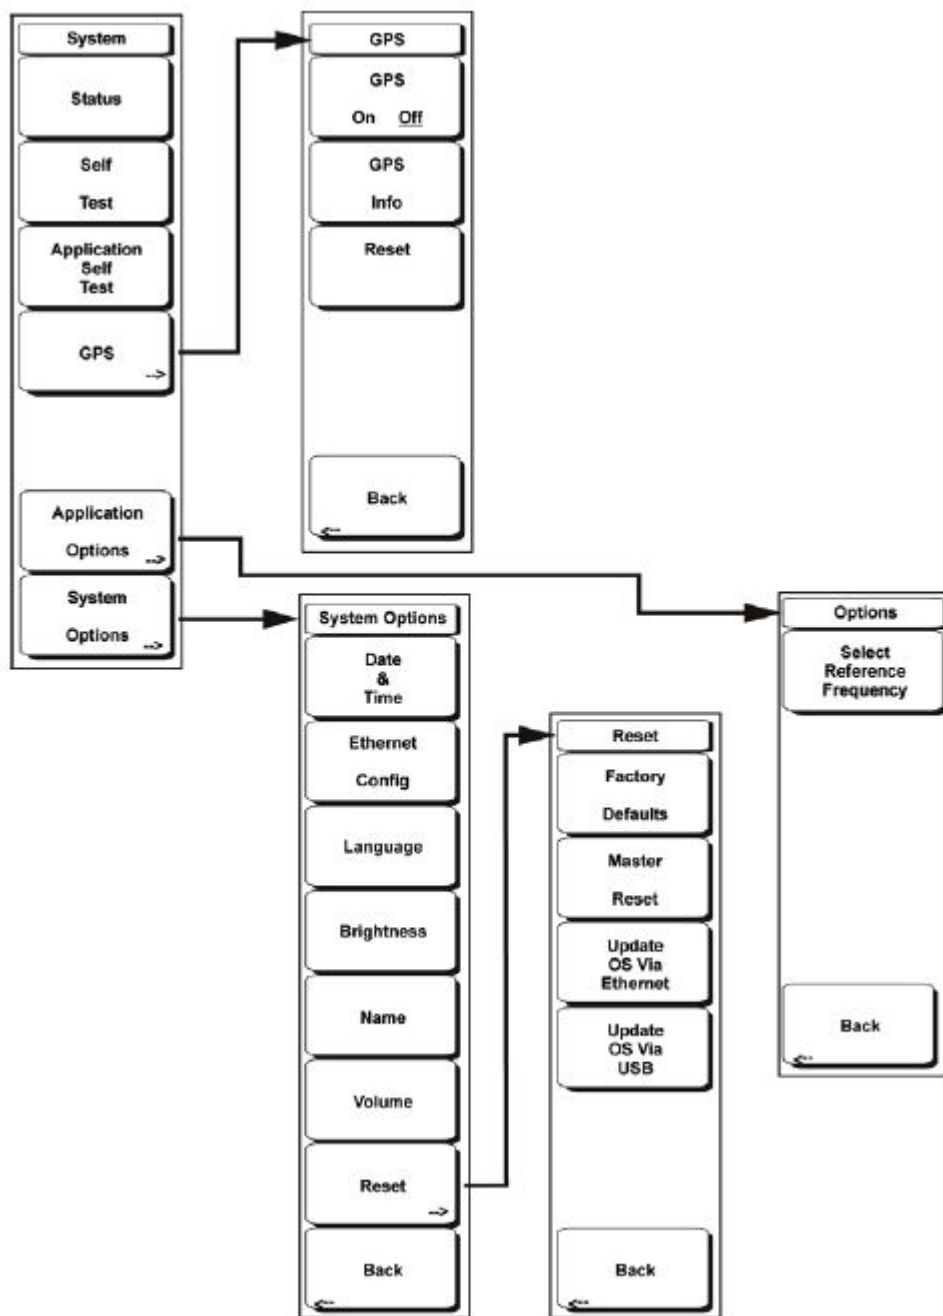 System
Status
Self
Test
Application
Self
Test
GPS
-->
Application
Options
-->
System
Options
-->
GPS
GPS
On Off
GPS
Info
Reset
Back
<--
System Options
Date
&
Time
Ethernet
Config
Language
Brightness
Name
Volume
Reset
-->
Back
<--
Reset
Factory
Defaults
Master
Reset
Update
OS Via
Ethernet
Update
OS Via
USB
Back
<--
Options
Select
Reference
Frequency
Back
<--